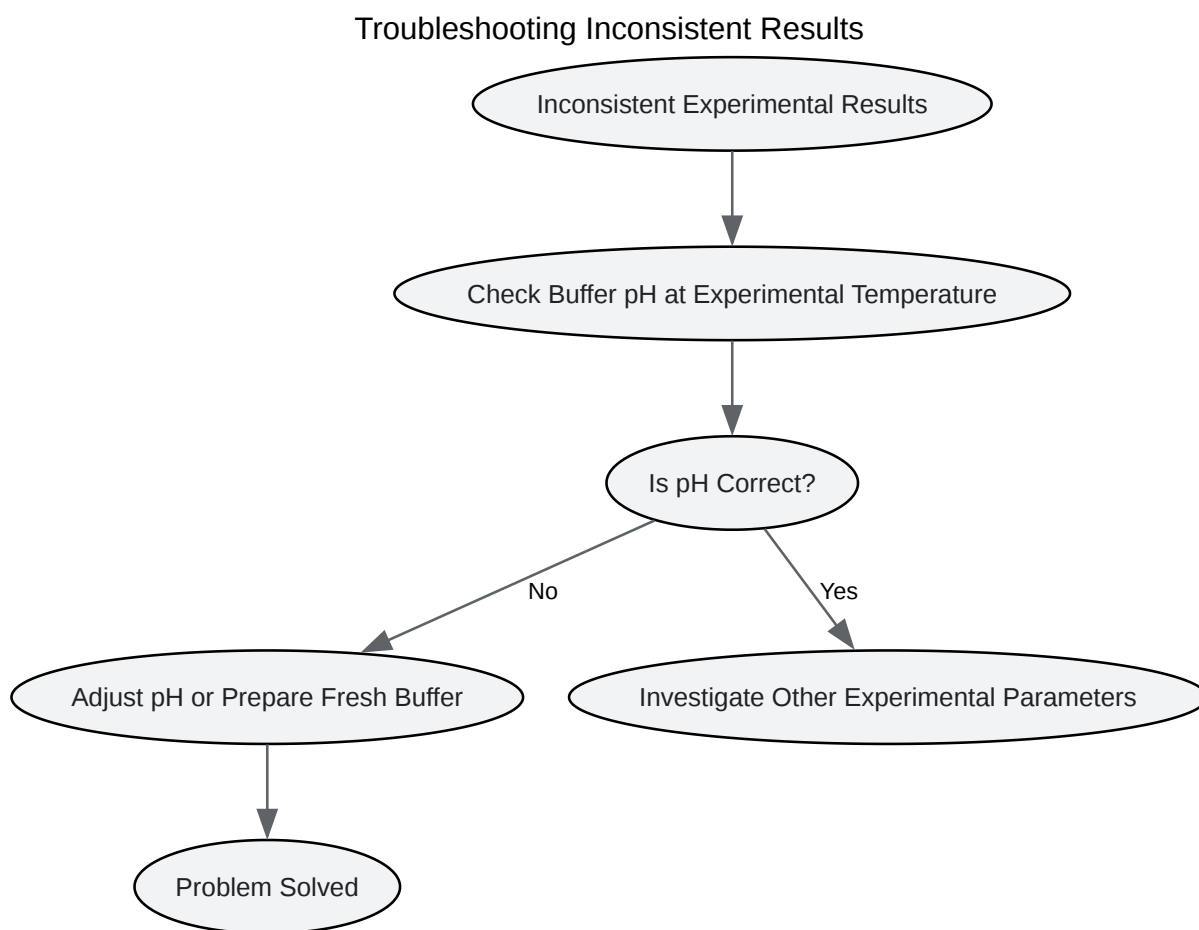 Troubleshooting Inconsistent Results
Inconsistent Experimental Results
Check Buffer pH at Experimental Temperature
Is pH Correct?
No
Yes
Adjust pH or Prepare Fresh Buffer
Investigate Other Experimental Parameters
Problem Solved